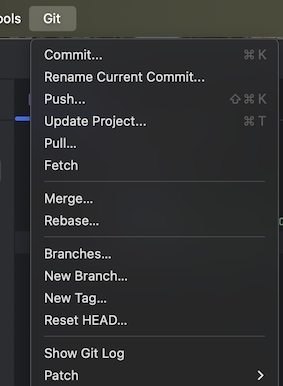 ools Git
Commit... ⌘ K
Rename Current Commit...
Push... ⇧ ⌘ K
Update Project... ⌘ T
Pull...
Fetch
Merge...
Rebase...
Branches...
New Branch...
New Tag...
Reset HEAD...
Show Git Log
Patch